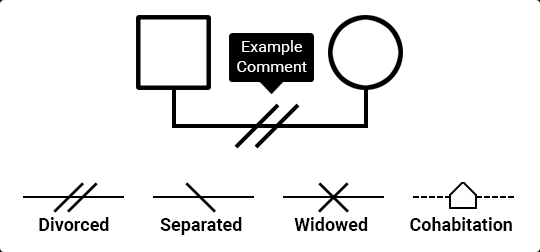 Example
Comment
Divorced
Separated
Widowed
Cohabitation